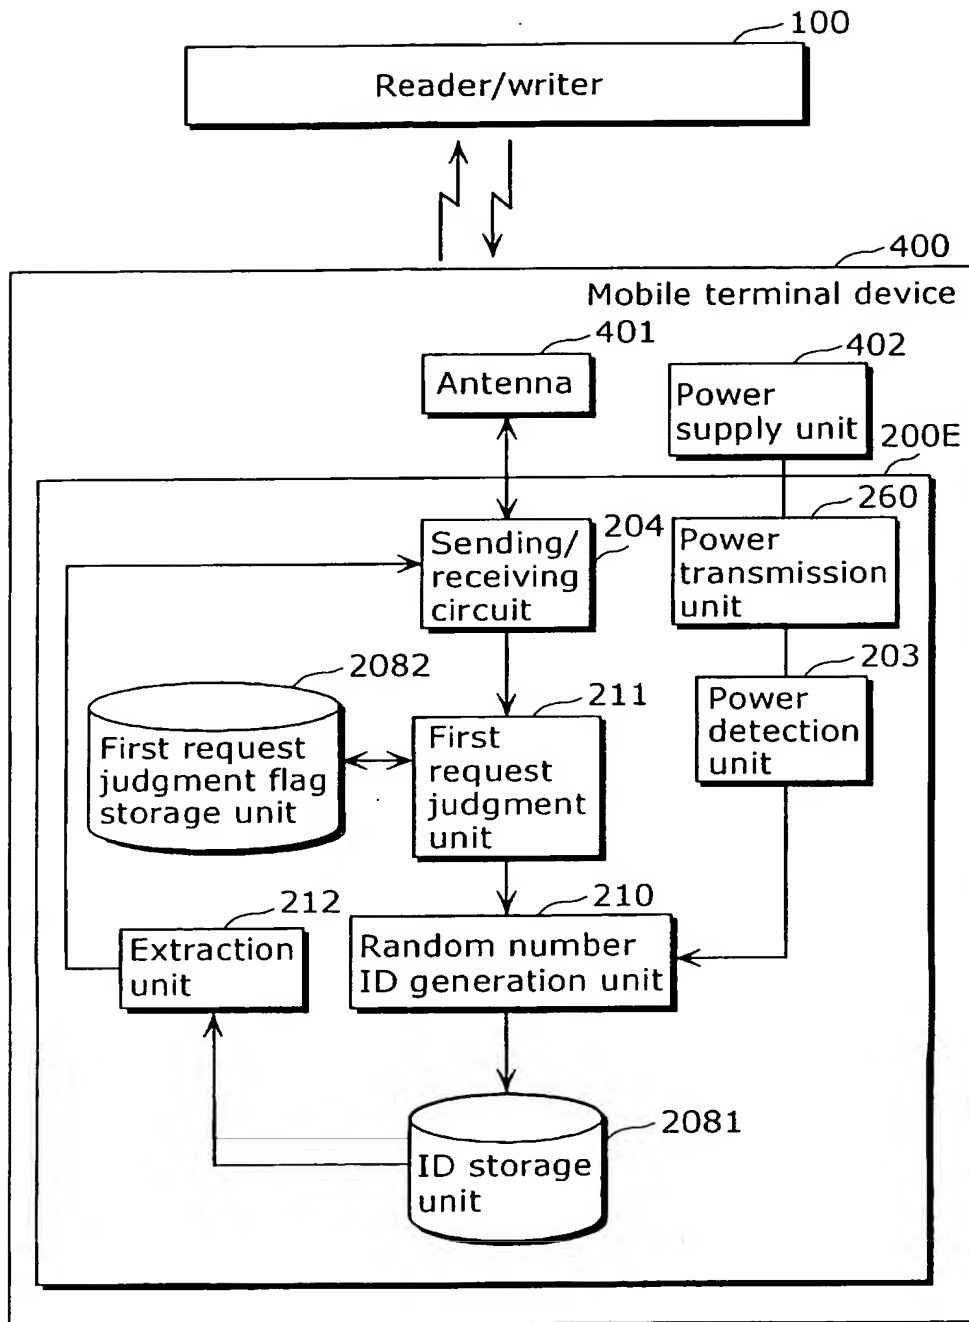 100
Reader/writer
400
Mobile terminal device
401
Antenna
402
Power
supply unit
200E
204
Sending/
receiving
circuit
260
Power
transmission
unit
2082
First request
judgment flag
storage unit
211
First
request
judgment
unit
203
Power
detection
unit
212
Extraction
unit
210
Random number
ID generation unit
2081
ID storage
unit